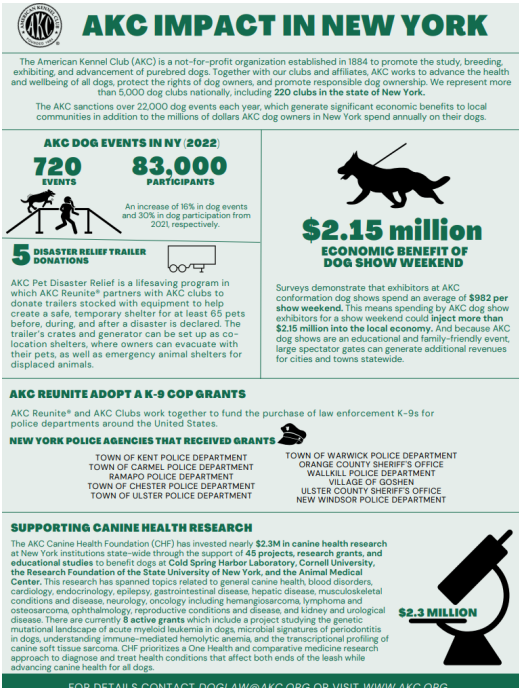 AMERICAN KENNEL CLUB
AKC
FOUNDED 1884
®
AKC IMPACT IN NEW YORK
The American Kennel Club (AKC) is a not-for-profit organization established in 1884 to promote the study, breeding,
exhibiting, and advancement of purebred dogs. Together with our clubs and affiliates, AKC works to advance the health
and wellbeing of all dogs, protect the rights of dog owners, and promote responsible dog ownership. We represent more
than 5,000 dog clubs nationally, including 220 clubs in the state of New York.
The AKC sanctions over 22,000 dog events each year, which generate significant economic benefits to local
communities in addition to the millions of dollars AKC dog owners in New York spend annually on their dogs.
AKC DOG EVENTS IN NY (2022)
720
EVENTS
83,000
PARTICIPANTS
An increase of 16% in dog events
and 30% in dog participation from
2021, respectively.
5 DISASTER RELIEF TRAILER
DONATIONS
AKC Pet Disaster Relief is a lifesaving program in
which AKC Reunite® partners with AKC clubs to
donate trailers stocked with equipment to help
create a safe, temporary shelter for at least 65 pets
before, during, and after a disaster is declared. The
trailer's crates and generator can be set up as co-
location shelters, where owners can evacuate with
their pets, as well as emergency animal shelters for
displaced animals.
$2.15 million
ECONOMIC BENEFIT OF
DOG SHOW WEEKEND
Surveys demonstrate that exhibitors at AKC
conformation dog shows spend an average of $982 per
show weekend. This means spending by AKC dog show
exhibitors for a show weekend could inject more than
$2.15 million into the local economy. And because AKC
dog shows are an educational and family-friendly event,
large spectator gates can generate additional revenues
for cities and towns statewide.
AKC REUNITE ADOPT A K-9 COP GRANTS
AKC Reunite® and AKC Clubs work together to fund the purchase of law enforcement K-9s for
police departments around the United States.
NEW YORK POLICE AGENCIES THAT RECEIVED GRANTS
TOWN OF KENT POLICE DEPARTMENT
TOWN OF CARMEL POLICE DEPARTMENT
RAMAPO POLICE DEPARTMENT
TOWN OF CHESTER POLICE DEPARTMENT
TOWN OF ULSTER POLICE DEPARTMENT
TOWN OF WARWICK POLICE DEPARTMENT
ORANGE COUNTY SHERIFF'S OFFICE
WALLKILL POLICE DEPARTMENT
VILLAGE OF GOSHEN
ULSTER COUNTY SHERIFF'S OFFICE
NEW WINDSOR POLICE DEPARTMENT
SUPPORTING CANINE HEALTH RESEARCH
The AKC Canine Health Foundation (CHF) has invested nearly $2.3M in canine health research
at New York institutions state-wide through the support of 45 projects, research grants, and
educational studies to benefit dogs at Cold Spring Harbor Laboratory, Cornell University,
the Research Foundation of the State University of New York, and the Animal Medical
Center. This research has spanned topics related to general canine health, blood disorders,
cardiology, endocrinology, epilepsy, gastrointestinal disease, hepatic disease, musculoskeletal
conditions and disease, neurology, oncology including hemangiosarcoma, lymphoma and
osteosarcoma, ophthalmology, reproductive conditions and disease, and kidney and urological
disease. There are currently 8 active grants which include a project studying the genetic
mutational landscape of acute myeloid leukemia in dogs, microbial signatures of periodontitis
in dogs, understanding immune-mediated hemolytic anemia, and the transcriptional profiling of
canine soft tissue sarcoma. CHF prioritizes a One Health and comparative medicine research
approach to diagnose and treat health conditions that affect both ends of the leash while
advancing canine health for all dogs.
$2.3 MILLION
FOR DETAILS CONTACT DOGLAW@AKC.ORG OR VISIT WWW.AKC.ORG